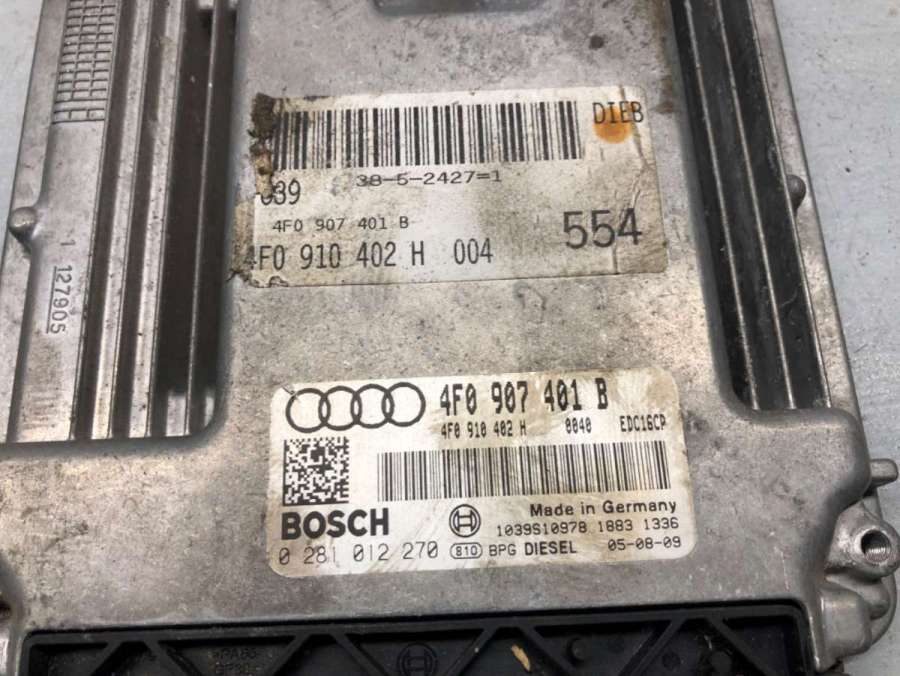 DIEB
38-5-2427=1
039
4F0 907 401 B
554
4F0 910 402 H 004
1 127905
4F0 907 401 B
4F0 910 402 H 0040 EDC16CP
BOSCH
Made in Germany
1039S10978 1883 1336
0 281 012 270 810 BPG DIESEL 05-08-09